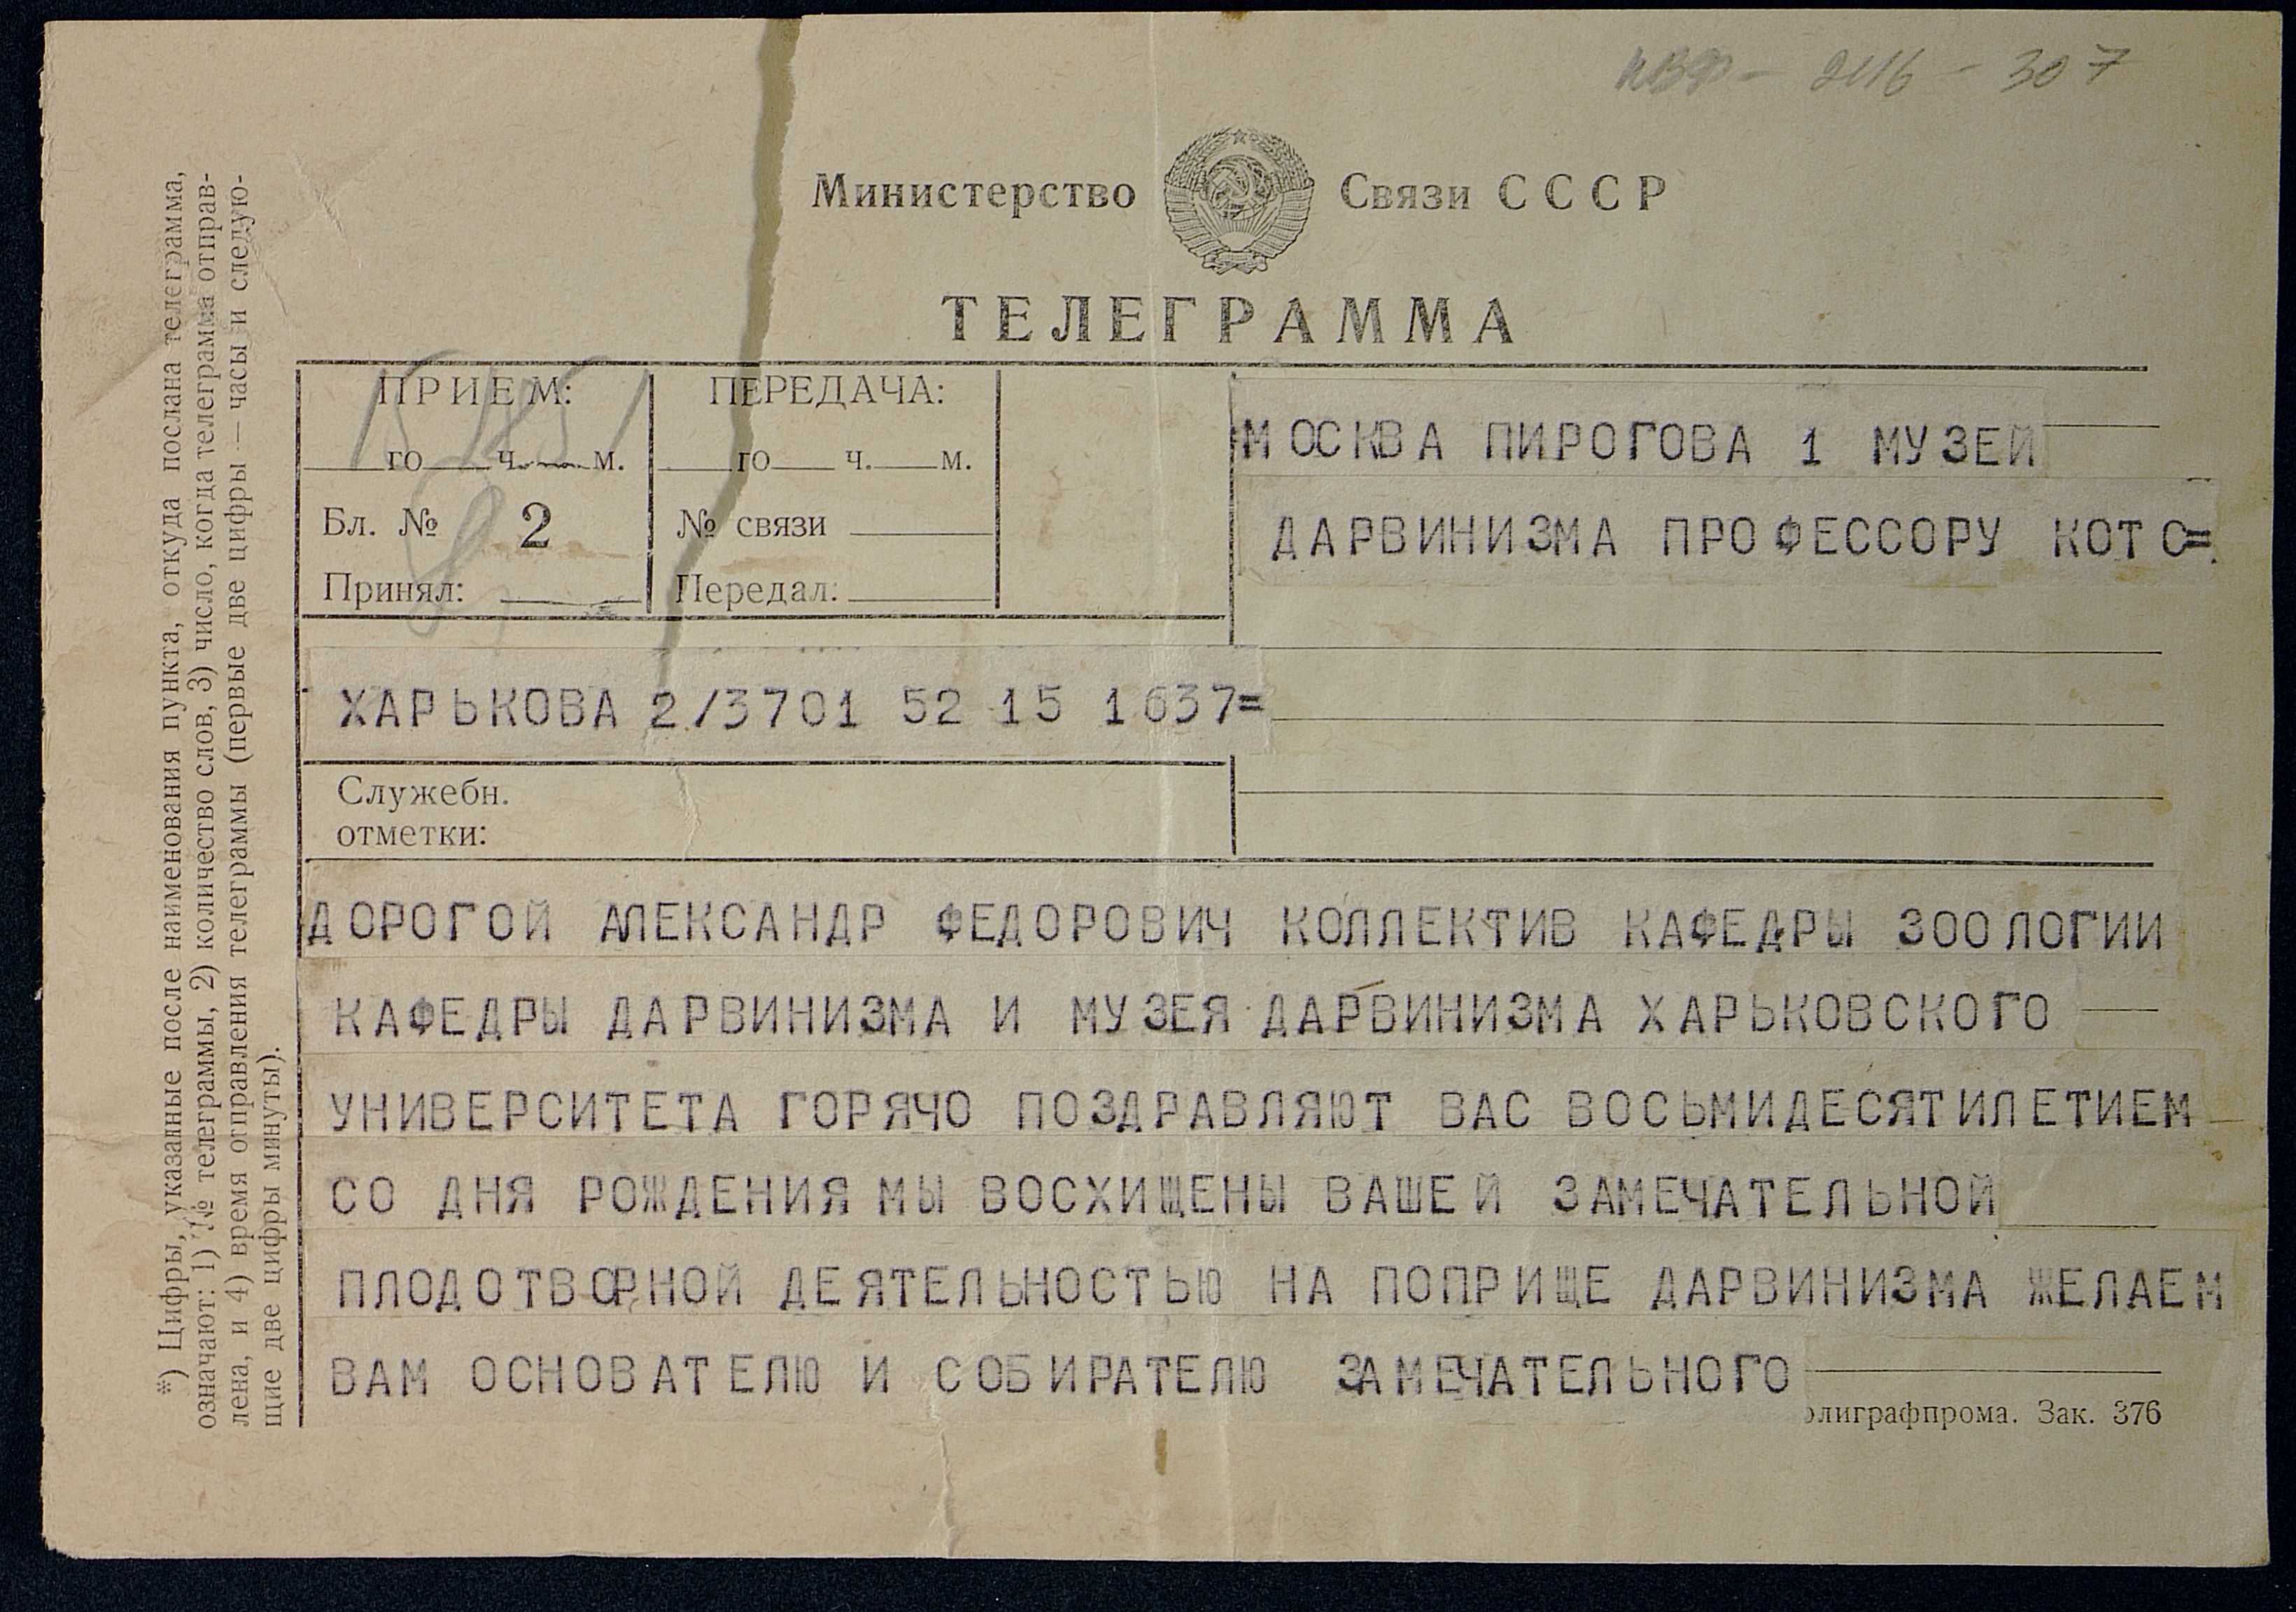 КВФ - 2116 - 307
Министерство Связи СССР
ТЕЛЕГРАММА
ПРИЕМ:
го ч. м.
Бл. № 2
Принял:
ПЕРЕДАЧА:
го ч. м.
№ связи
Передал:
МОСКВА ПИРОГОВА 1 МУЗЕЙ
ДАРВИНИЗМА ПРОФЕССОРУ КОТС=
ХАРЬКОВА 2/3701 52 15 1637=
Служебн.
отметки:
ДОРОГОЙ АЛЕКСАНДР ФЕДОРОВИЧ КОЛЛЕКТИВ КАФЕДРЫ ЗООЛОГИИ
КАФЕДРЫ ДАРВИНИЗМА И МУЗЕЯ ДАРВИНИЗМА ХАРЬКОВСКОГО
УНИВЕРСИТЕТА ГОРЯЧО ПОЗДРАВЛЯЮТ ВАС ВОСЬМИДЕСЯТИЛЕТИЕМ
СО ДНЯ РОЖДЕНИЯ МЫ ВОСХИЩЕНЫ ВАШЕЙ ЗАМЕЧАТЕЛЬНОЙ
ПЛОДОТВОРНОЙ ДЕЯТЕЛЬНОСТЬЮ НА ПОПРИЩЕ ДАРВИНИЗМА ЖЕЛАЕМ
ВАМ ОСНОВАТЕЛЮ И СОБИРАТЕЛЮ ЗАМЕЧАТЕЛЬНОГО
олиграфпрома. Зак. 376
*) Цифры, указанные после наименования пункта, откуда послана телеграмма,
означают: 1) № телеграммы, 2) количество слов, 3) число, когда телеграмма отправ-
лена, и 4) время отправления телеграммы (первые две цифры — часы и следую-
щие две цифры минуты).